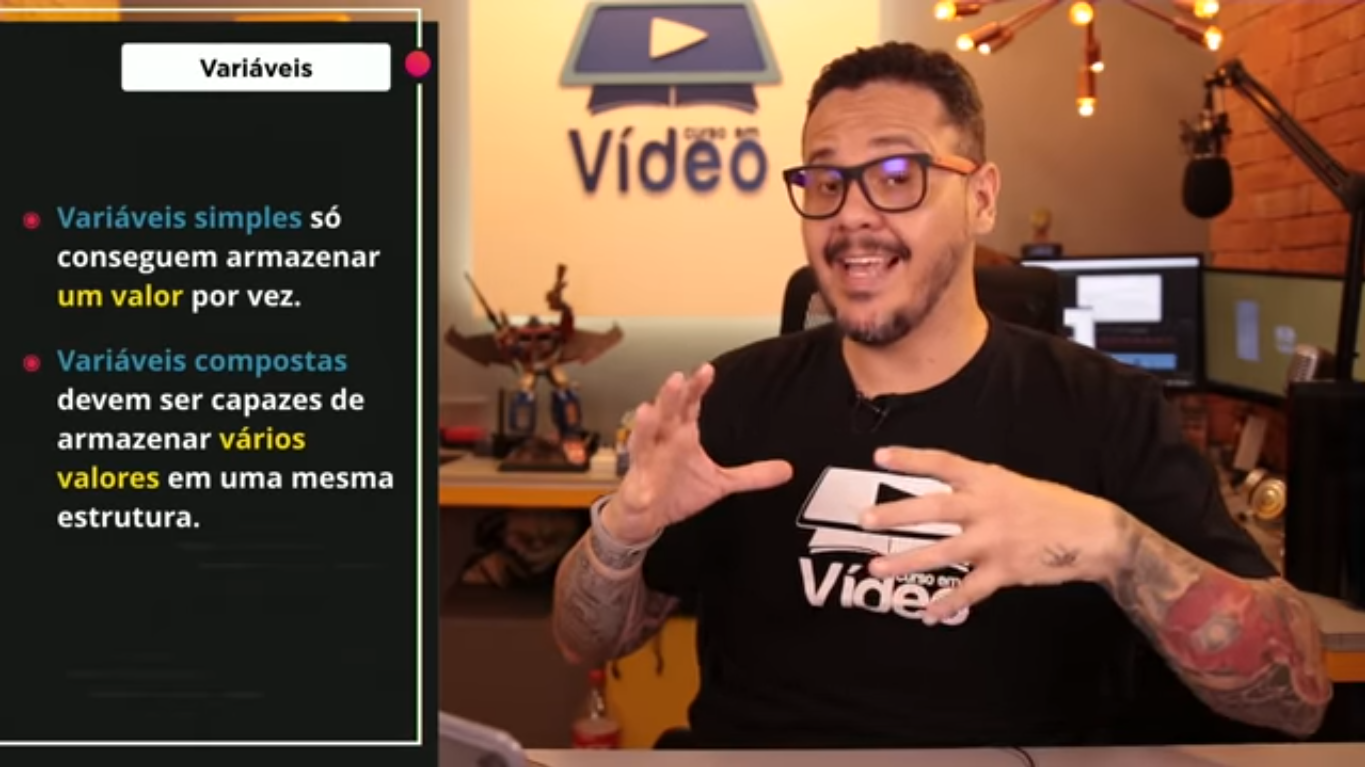 Variáveis
Variáveis simples só
conseguem armazenar
um valor por vez.
Variáveis compostas
devem ser capazes de
armazenar vários
valores em uma mesma
estrutura.
curso em
Vídeo
curso em
Vídeo